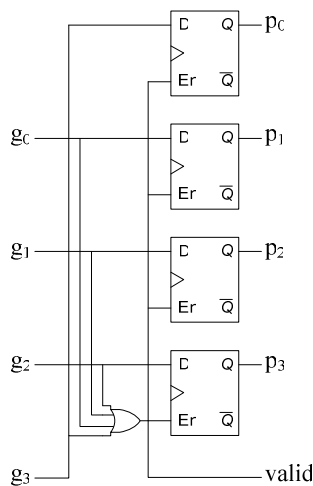 D Q p₀
Er Q̅
g₀ D Q p₁
Er Q̅
g₁ D Q p₂
Er Q̅
g₂ D Q p₃
Er Q̅
g₃ valid